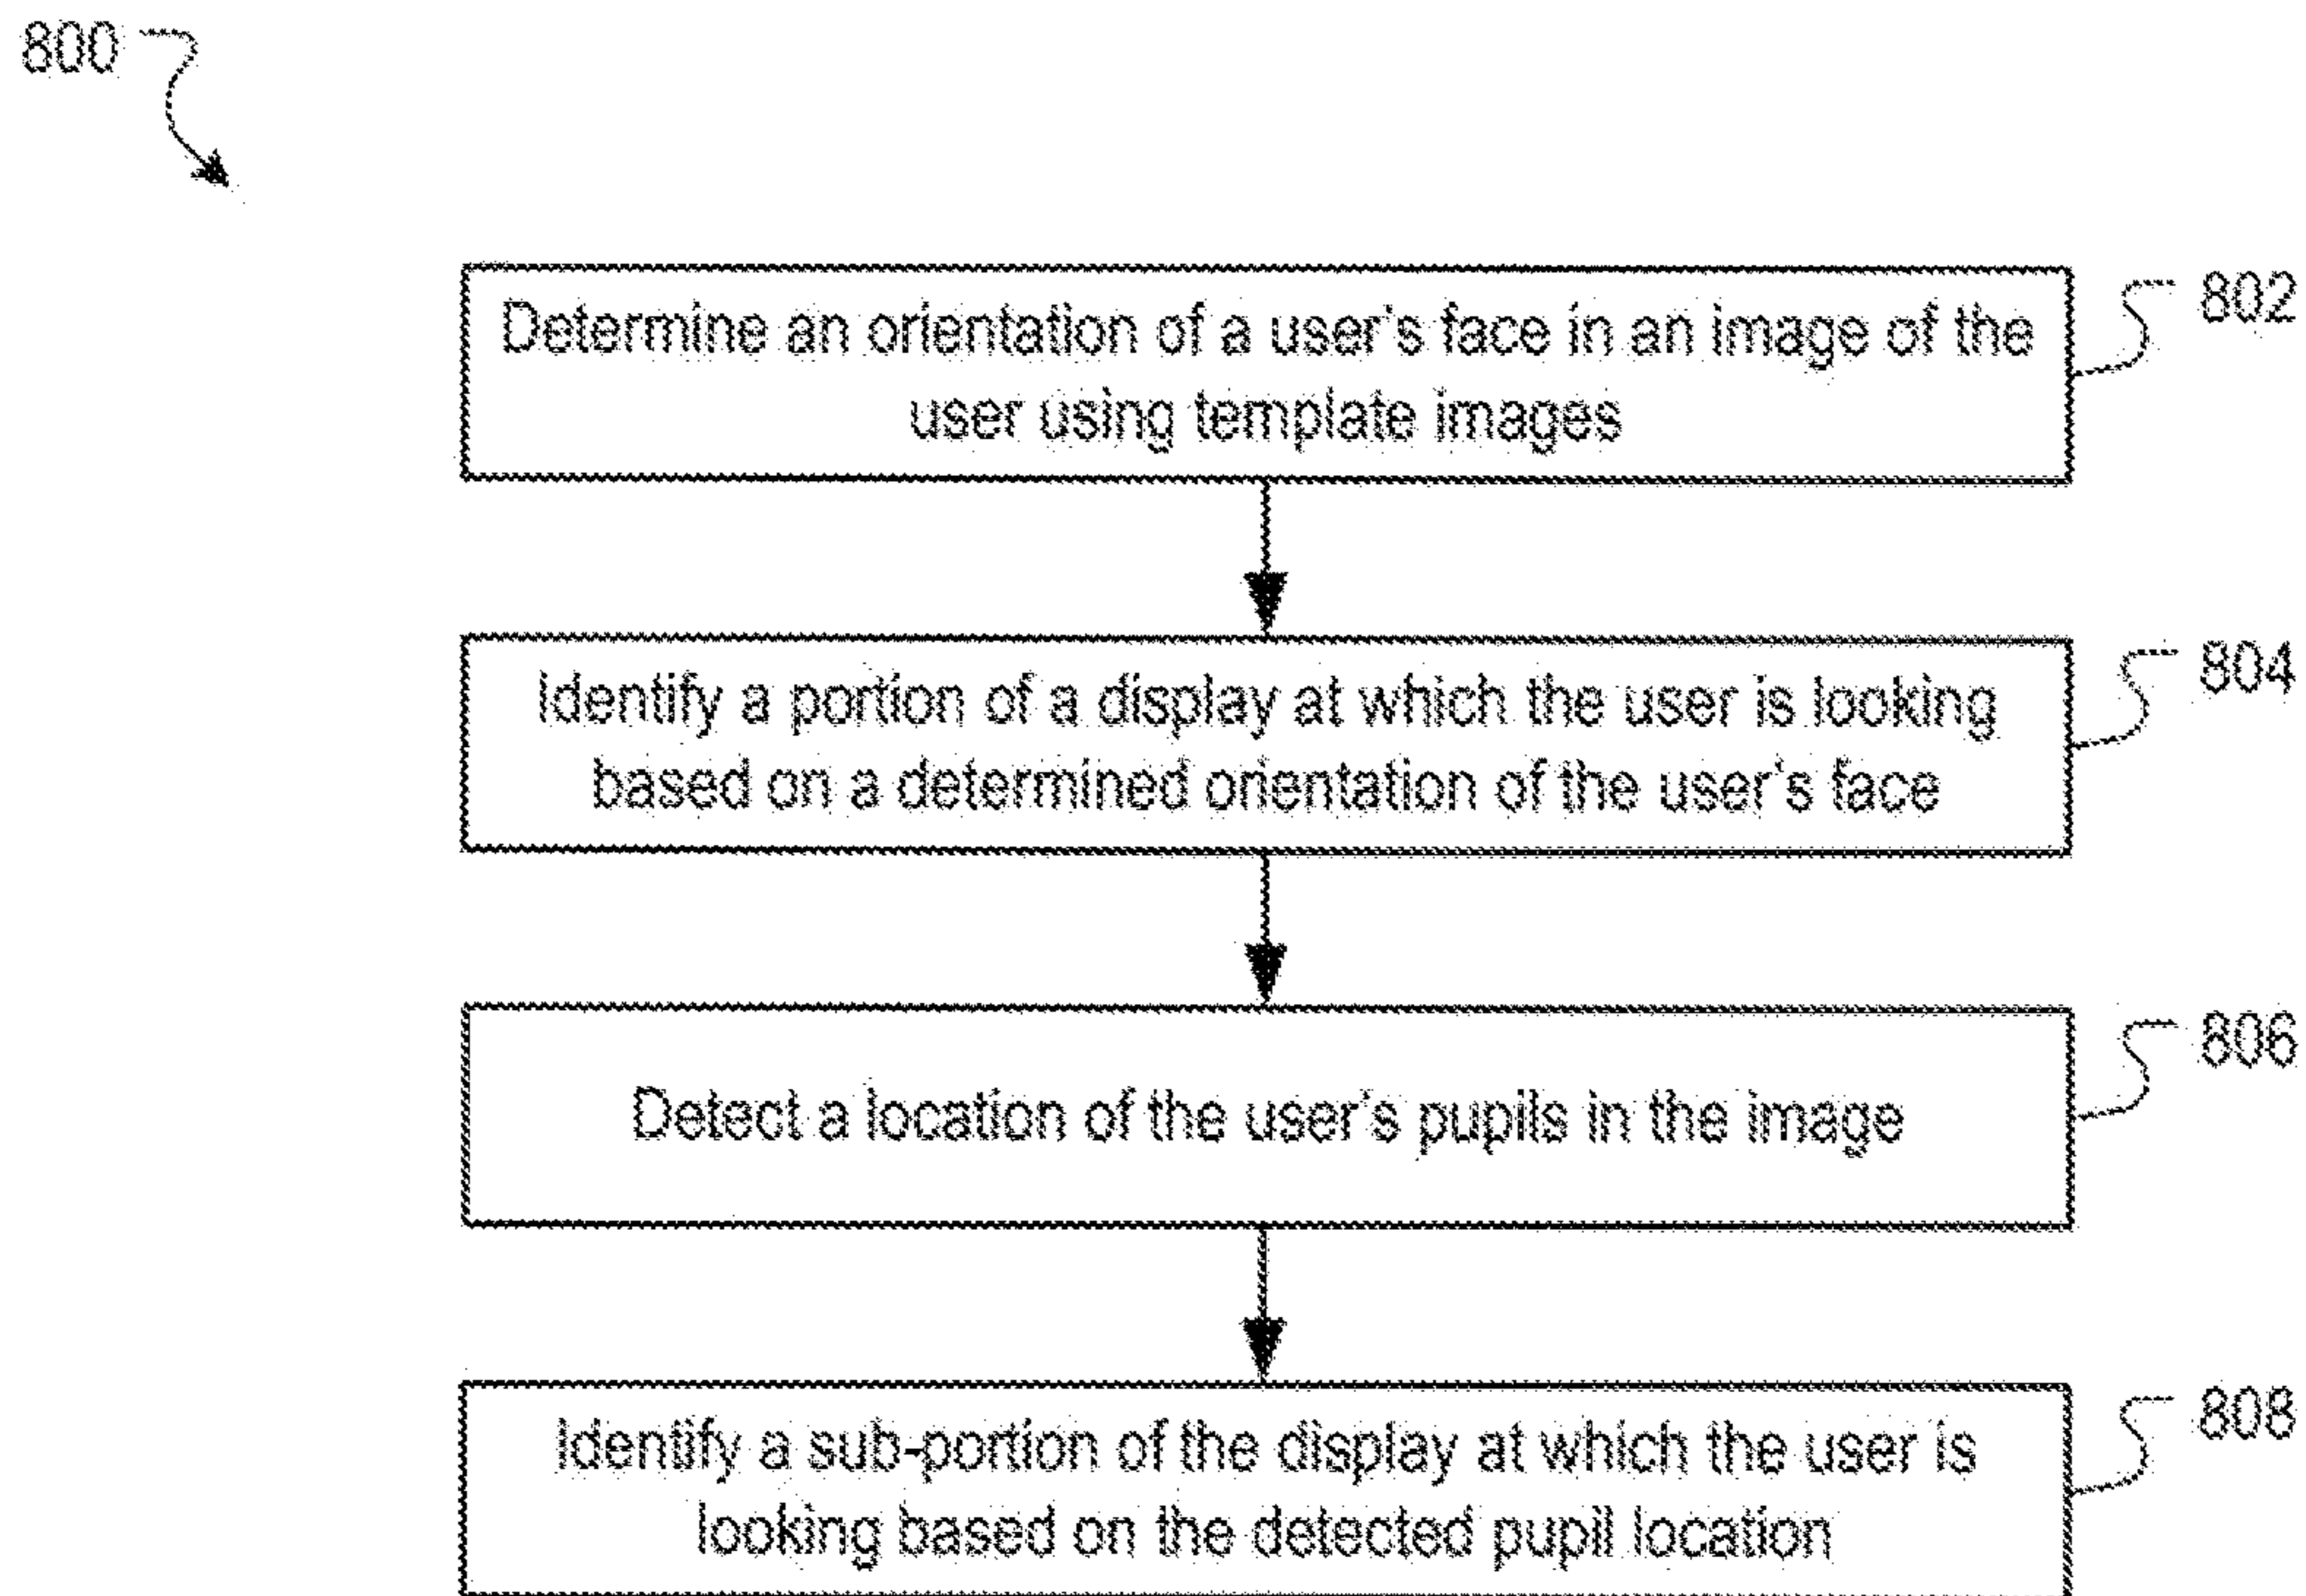 800
Determine an orientation of a user's face in an image of the
user using template images
802
Identify a portion of a display at which the user is looking
based on a determined orientation of the user's face
804
Detect a location of the user's pupils in the image
806
Identify a sub-portion of the display at which the user is
looking based on the detected pupil location
808